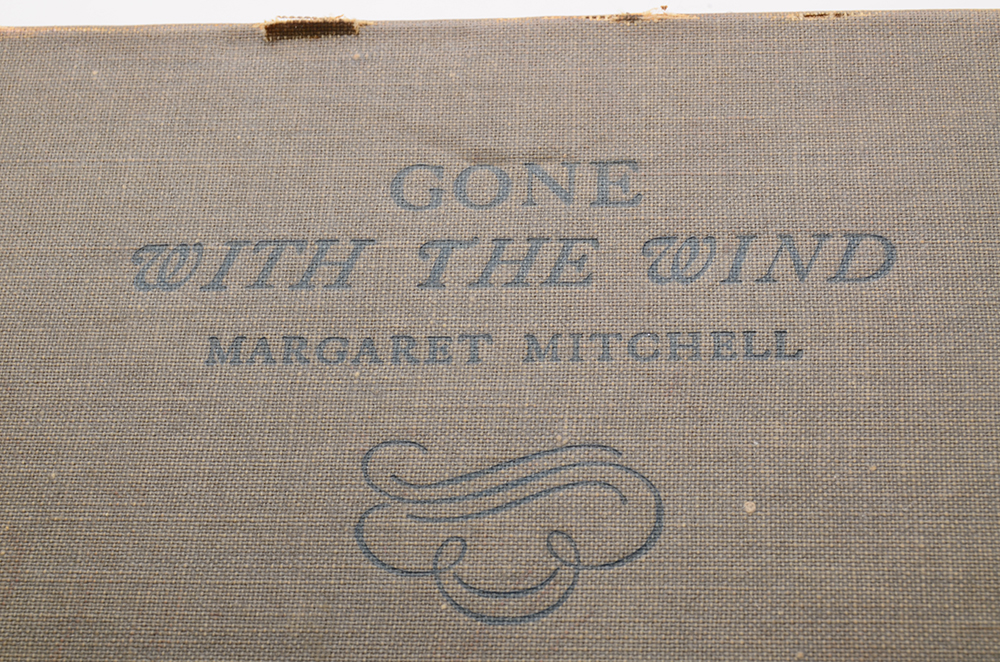 GONE
WITH THE WIND
MARGARET MITCHELL